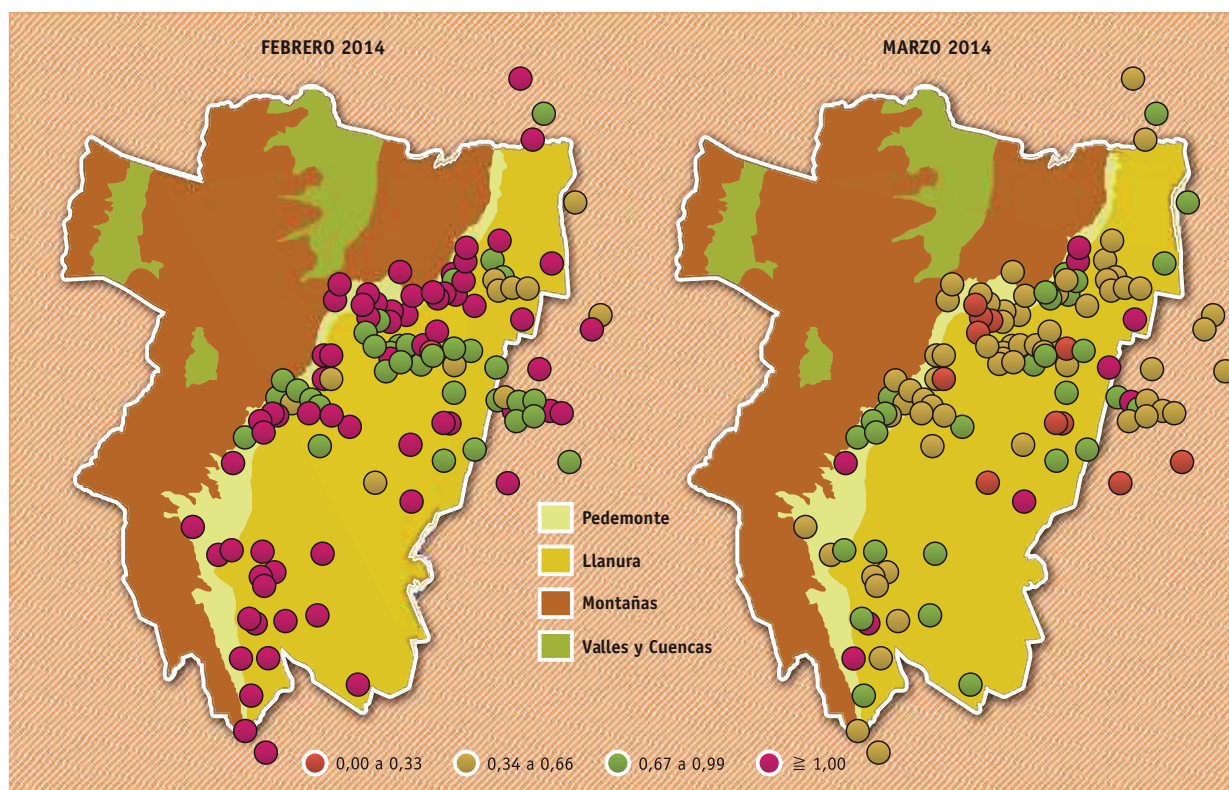 FEBRERO 2014
MARZO 2014
Pedemonte
Llanura
Montañas
Valles y Cuencas
0,00 a 0,33
0,34 a 0,66
0,67 a 0,99
≧ 1,00